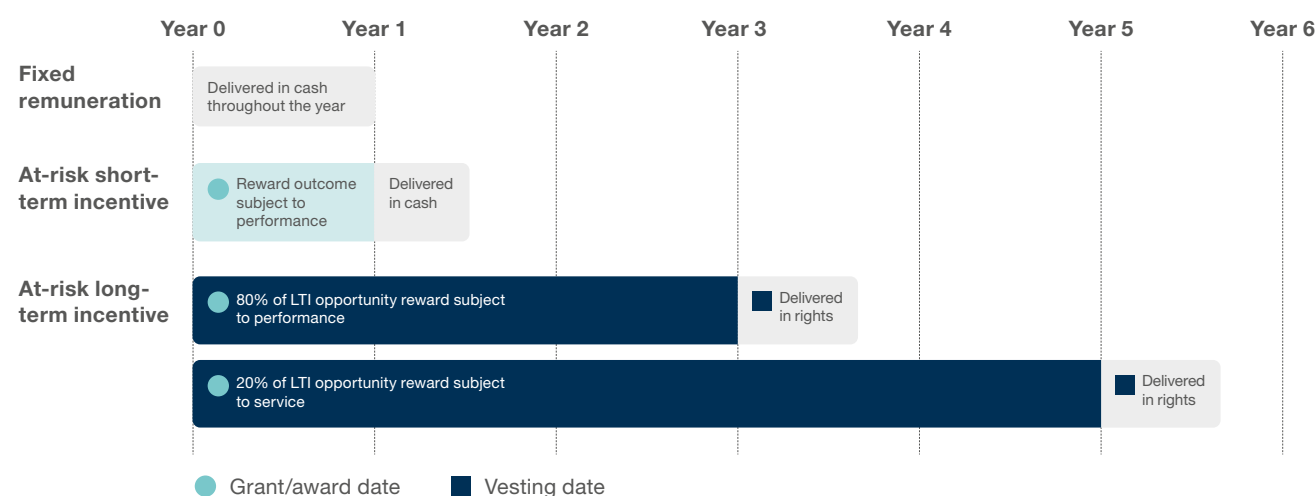 Year 0 Year 1 Year 2 Year 3 Year 4 Year 5 Year 6
Fixed
remuneration
Delivered in cash
throughout the year
At-risk short-
term incentive
Reward outcome
subject to
performance
Delivered
in cash
At-risk long-
term incentive
80% of LTI opportunity reward subject
to performance
Delivered
in rights
20% of LTI opportunity reward subject
to service
Delivered
in rights
Grant/award date Vesting date